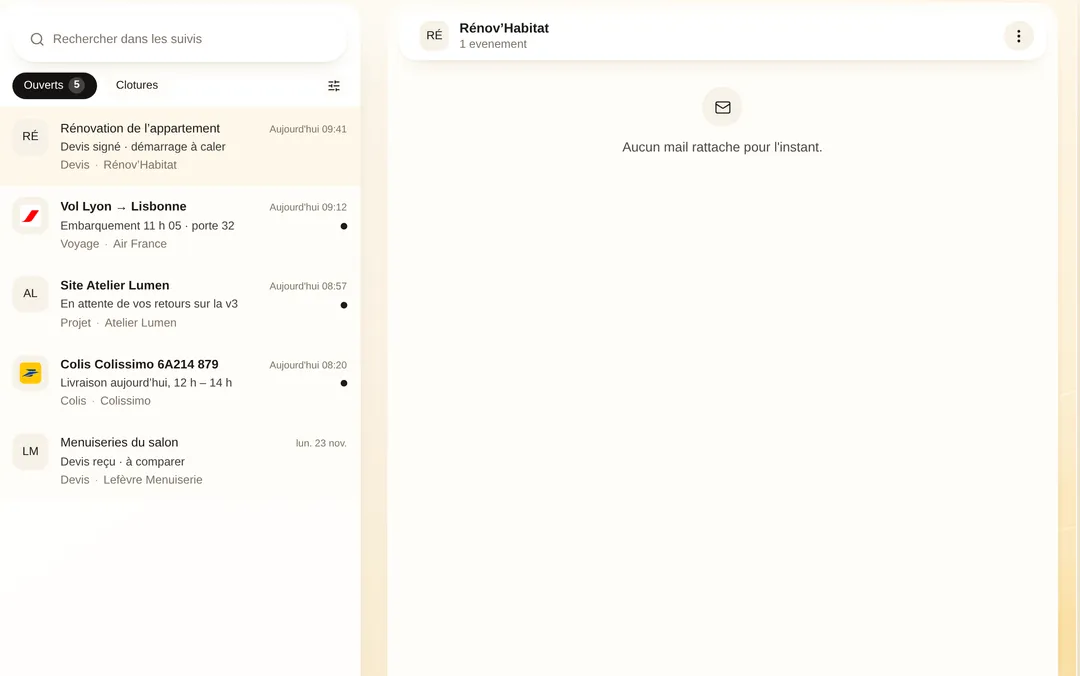 Rechercher dans les suivis
Ouverts 5
Clotures
RÉ
Rénovation de l'appartement
Aujourd'hui 09:41
Devis signé · démarrage à caler
Devis · Rénov'Habitat
Vol Lyon → Lisbonne
Aujourd'hui 09:12
Embarquement 11 h 05 · porte 32
Voyage · Air France
AL
Site Atelier Lumen
Aujourd'hui 08:57
En attente de vos retours sur la v3
Projet · Atelier Lumen
Colis Colissimo 6A214 879
Aujourd'hui 08:20
Livraison aujourd'hui, 12 h – 14 h
Colis · Colissimo
LM
Menuiseries du salon
lun. 23 nov.
Devis reçu · à comparer
Devis · Lefèvre Menuiserie
RÉ
Rénov'Habitat
1 evenement
Aucun mail rattache pour l'instant.